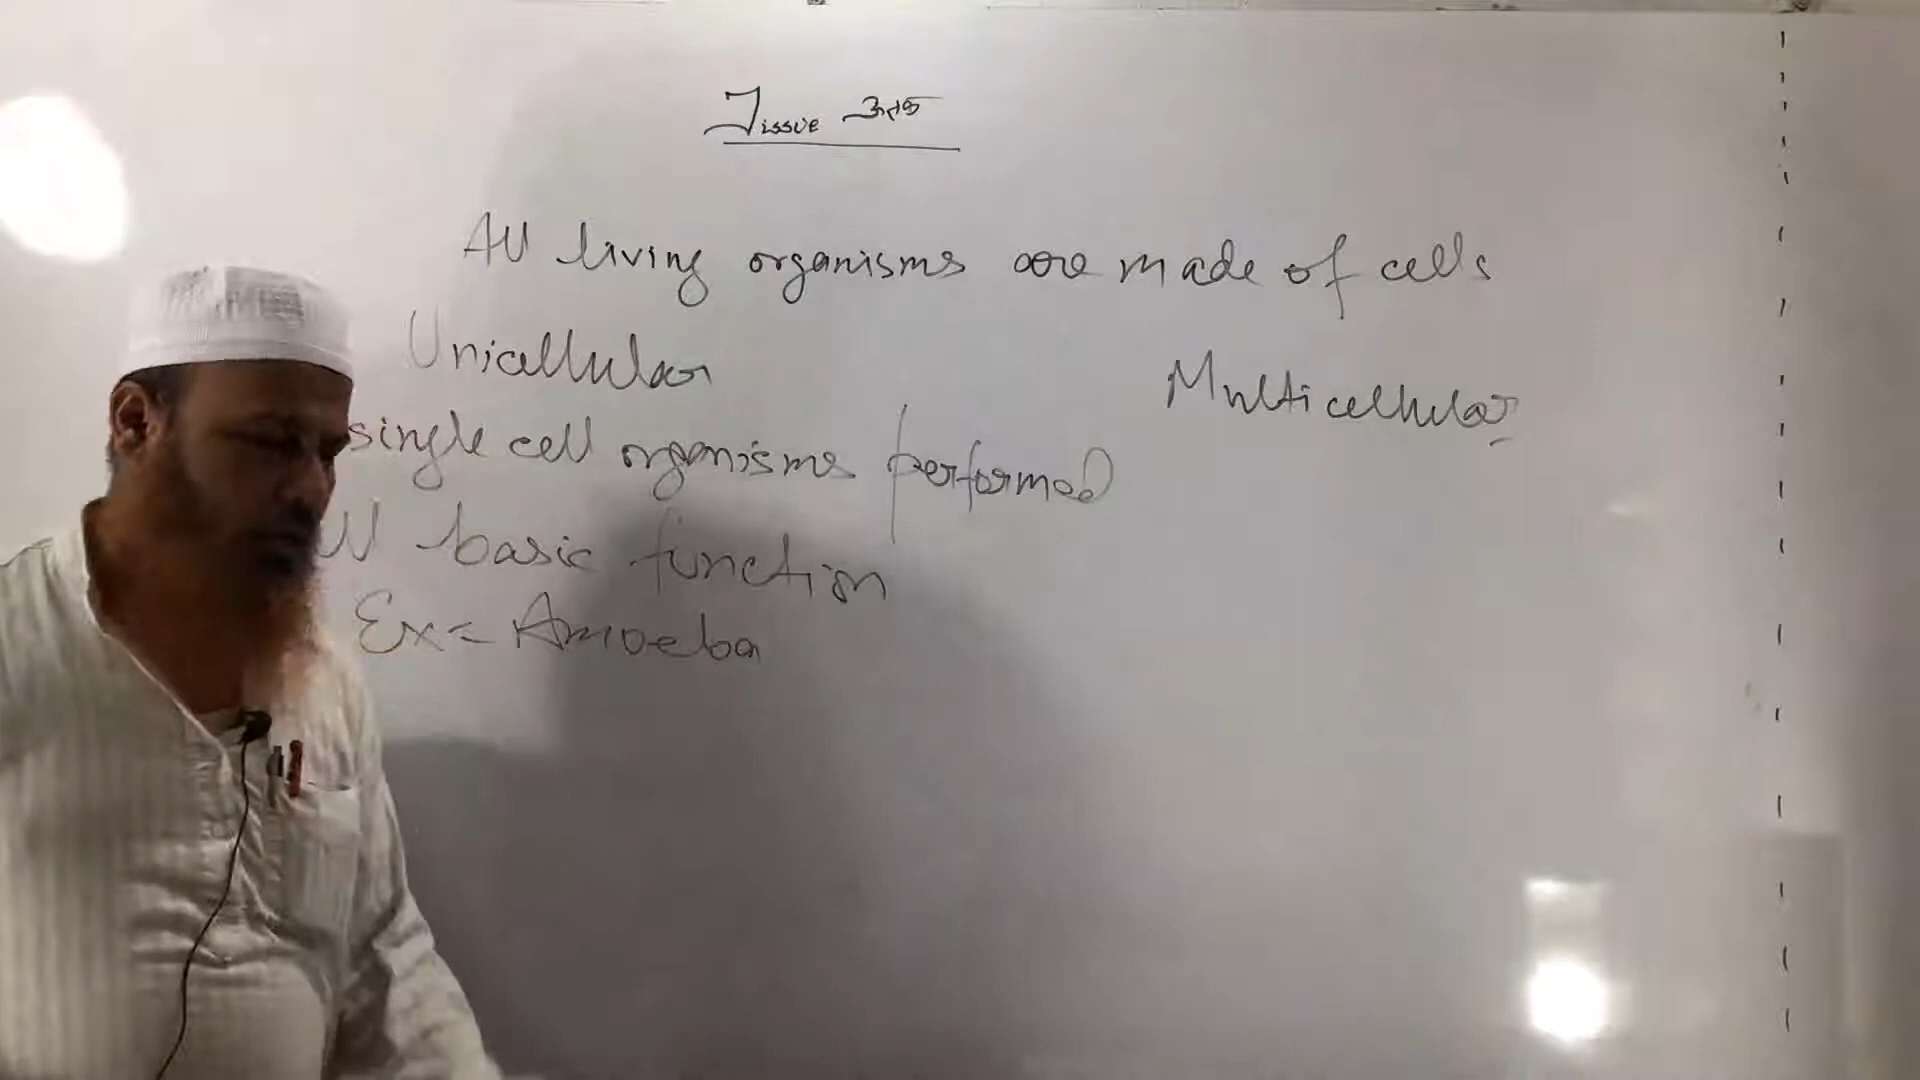 Tissue ऊतक
All living organisms are made of cells
Unicellular
Multicellular
single cell organisms performed
basic function
Ex = Amoeba